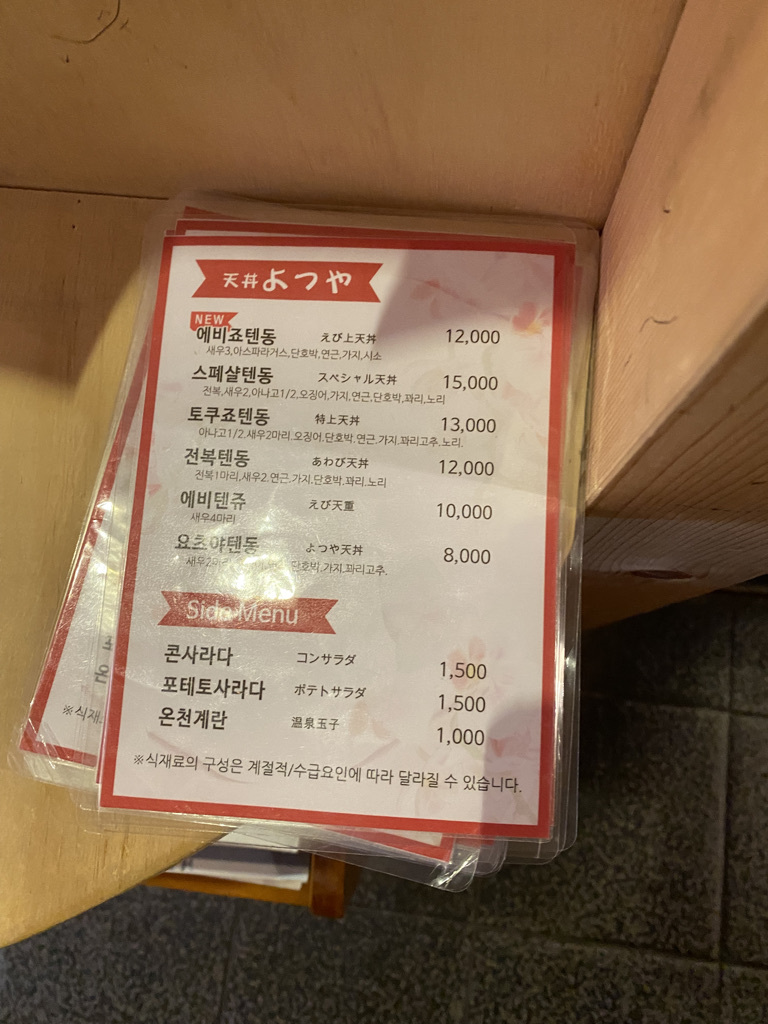 天丼よつや
NEW
에비죠텐동 えび上天丼 12,000
새우3,아스파라거스,단호박,연근,가지,시소
스폐샬텐동 スペシャル天丼 15,000
전복,새우2,아나고1/2,오징어,가지,연근,단호박,꽈리,노리
토쿠죠텐동 特上天丼 13,000
아나고1/2.새우2마리.오징어.단호박.연근.가지.꽈리고추.노리.
전복텐동 あわび天丼 12,000
전복1마리,새우2.연근.가지,단호박.꽈리.노리
에비텐쥬 えび天重 10,000
새우4마리
요츠야텐동 よつや天丼 8,000
새우2마리 단호박.가지.꽈리고추.
Side Menu
콘사라다 コンサラダ 1,500
포테토사라다 ポテトサラダ 1,500
온천계란 温泉玉子 1,000
※식재료의 구성은 계절적/수급요인에 따라 달라질 수 있습니다.
온
※식재